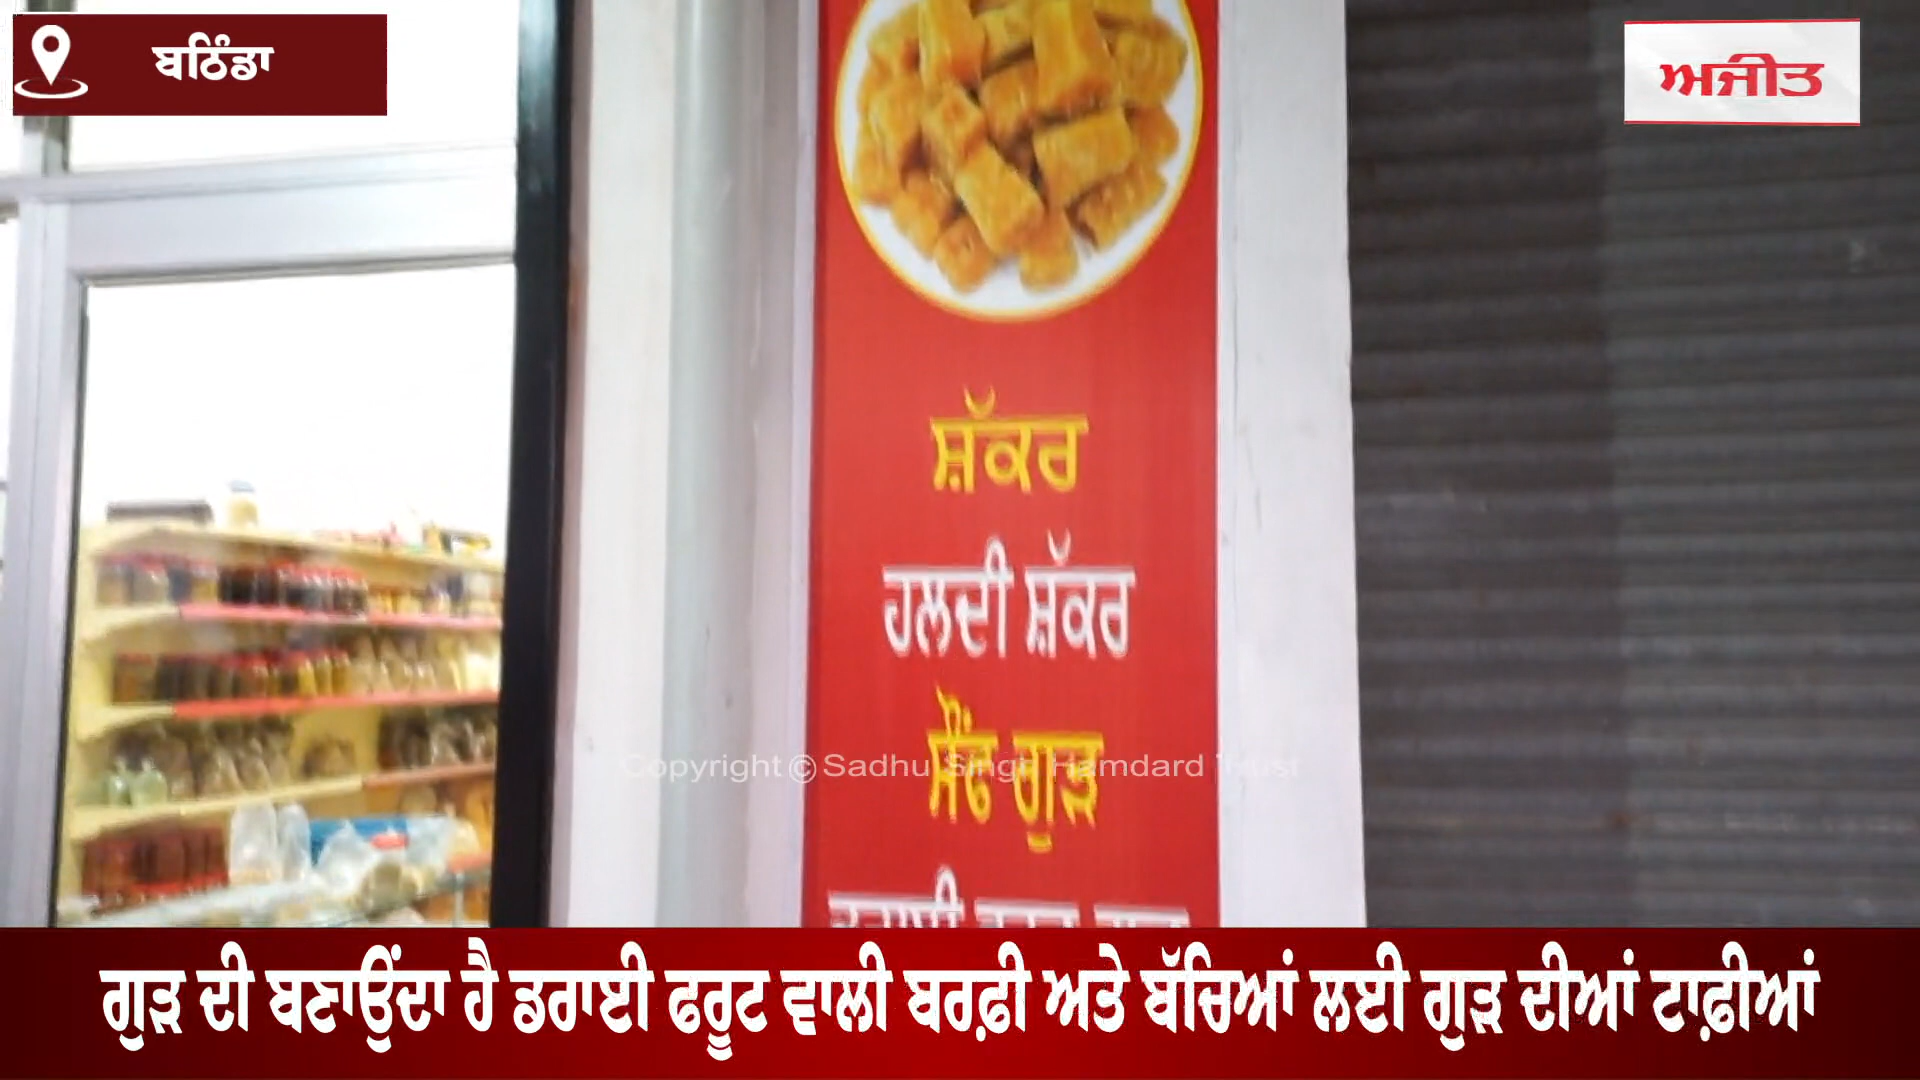 ਬਠਿੰਡਾ
ਅਜੀਤ
ਸ਼ੱਕਰ
ਹਲਦੀ ਸ਼ੱਕਰ
ਸੌਂਫ ਗੁੜ
Copyright © Sadhu Singh Hamdard Trust
ਗੁੜ ਦੀ ਬਣਾਉਂਦਾ ਹੈ ਡਰਾਈ ਫਰੂਟ ਵਾਲੀ ਬਰਫ਼ੀ ਅਤੇ ਬੱਚਿਆਂ ਲਈ ਗੁੜ ਦੀਆਂ ਟਾਫ਼ੀਆਂ